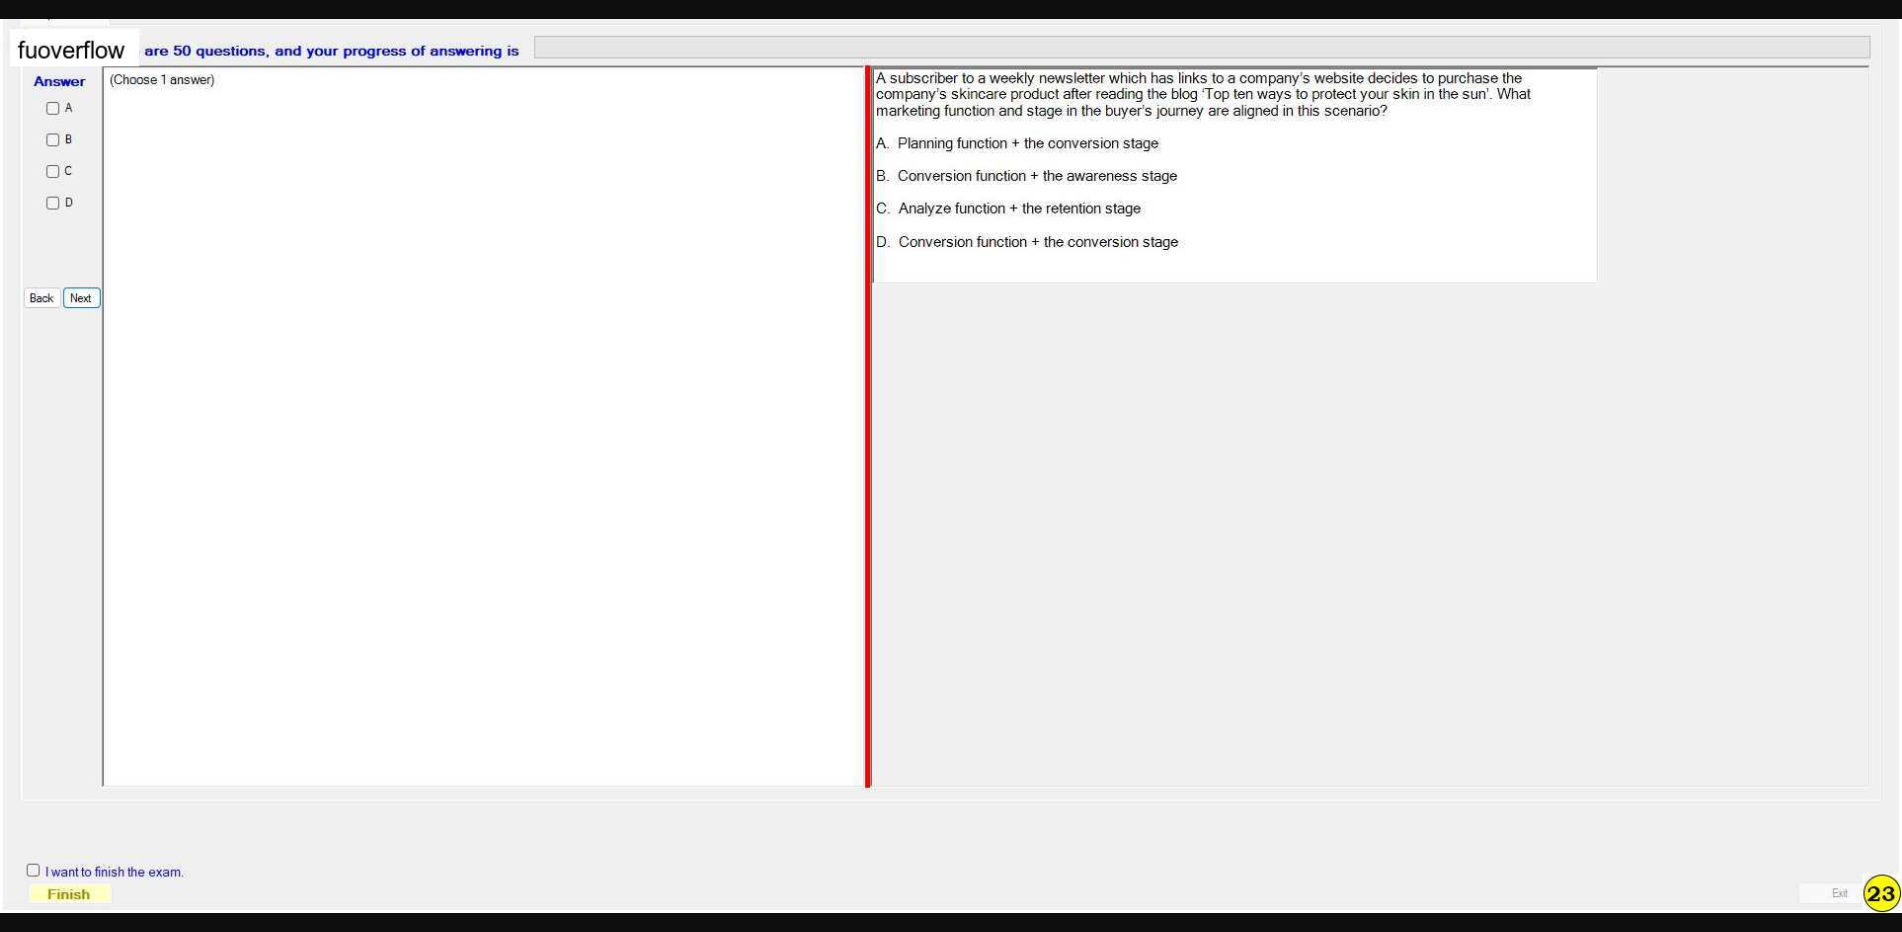 fuoverflow are 50 questions, and your progress of answering is
Answer
(Choose 1 answer)
A
B
C
D
Back Next
A subscriber to a weekly newsletter which has links to a company's website decides to purchase the
company's skincare product after reading the blog 'Top ten ways to protect your skin in the sun'. What
marketing function and stage in the buyer's journey are aligned in this scenario?
A. Planning function + the conversion stage
B. Conversion function + the awareness stage
C. Analyze function + the retention stage
D. Conversion function + the conversion stage
I want to finish the exam.
Finish
Exit
23